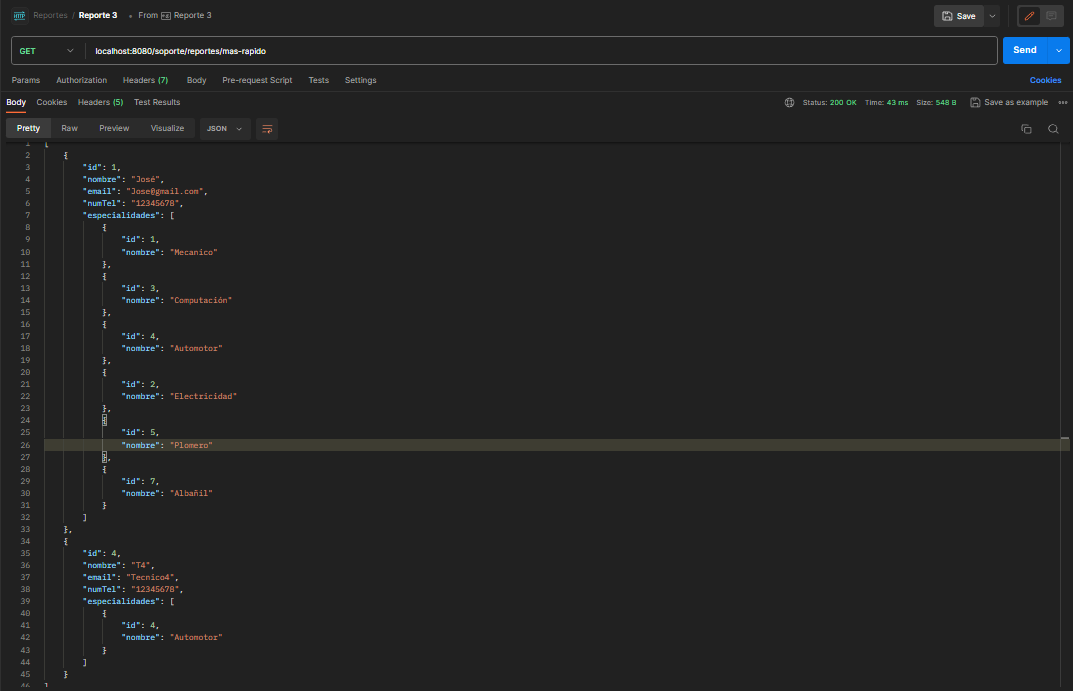 Reportes / Reporte 3 • From Reporte 3 Save
GET localhost:8080/soporte/reportes/mas-rapido Send
Params Authorization Headers (7) Body Pre-request Script Tests Settings Cookies
Body Cookies Headers (5) Test Results Status: 200 OK Time: 43 ms Size: 548 B Save as example
Pretty Raw Preview Visualize JSON
1 [
2 {
3 "id": 1,
4 "nombre": "José",
5 "email": "Jose@gmail.com",
6 "numTel": "12345678",
7 "especialidades": [
8 {
9 "id": 1,
10 "nombre": "Mecanico"
11 },
12 {
13 "id": 3,
14 "nombre": "Computación"
15 },
16 {
17 "id": 4,
18 "nombre": "Automotor"
19 },
20 {
21 "id": 2,
22 "nombre": "Electricidad"
23 },
24 {
25 "id": 5,
26 "nombre": "Plomero"
27 },
28 {
29 "id": 7,
30 "nombre": "Albañil"
31 }
32 ]
33 },
34 {
35 "id": 4,
36 "nombre": "T4",
37 "email": "Tecnico4",
38 "numTel": "12345678",
39 "especialidades": [
40 {
41 "id": 4,
42 "nombre": "Automotor"
43 }
44 ]
45 }
46 ]